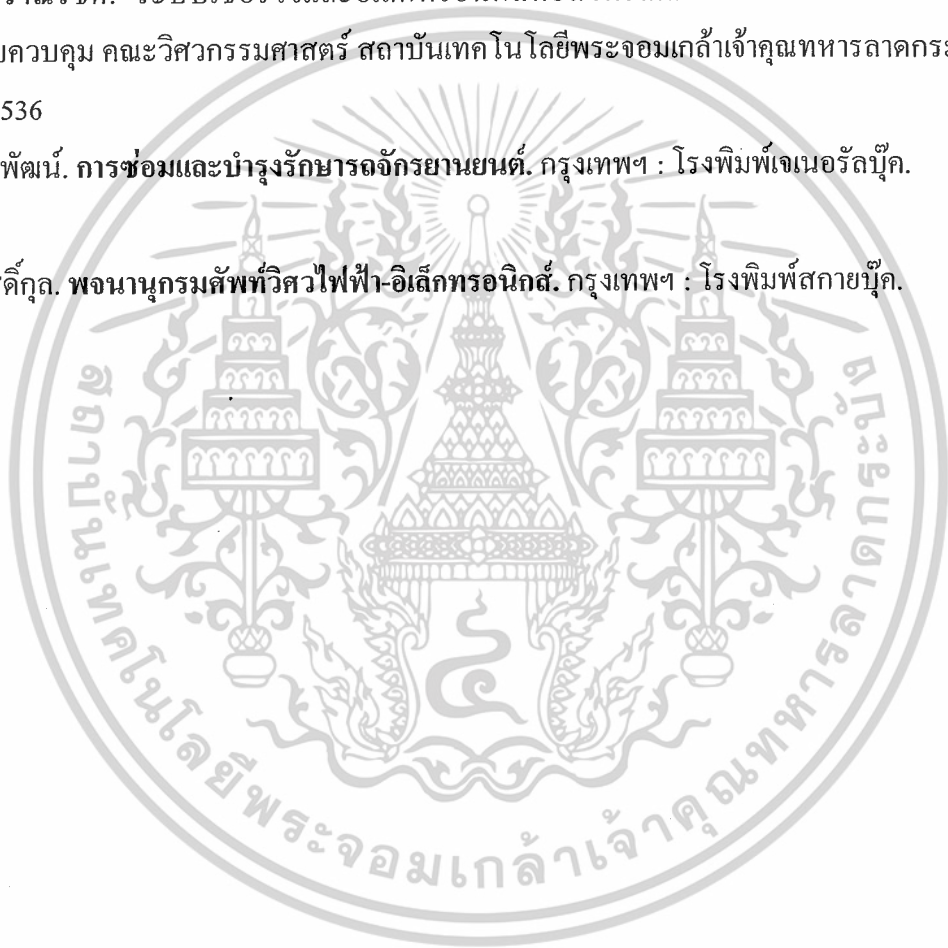 ควบคุม คณะวิศวกรรมศาสตร์ สถาบันเทคโนโลยีพระจอมเกล้าเจ้าคุณทหารลาดกระ
536
พัฒน์. การซ่อมและบำรุงรักษารถจักรยานยนต์. กรุงเทพฯ : โรงพิมพ์เจเนอรัลบุ๊ค.
ดิ์กุล. พจนานุกรมศัพท์วิศวไฟฟ้า-อิเล็กทรอนิกส์. กรุงเทพฯ : โรงพิมพ์สกายบุ๊ค.
สถาบันเทคโนโลยีพระจอมเกล้าเจ้าคุณทหารลาดกระบัง
๔